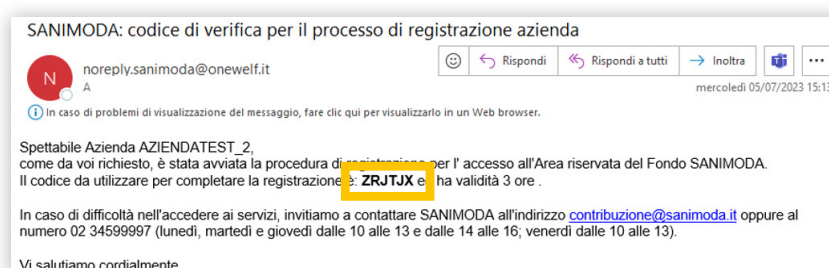 SANIMODA: codice di verifica per il processo di registrazione azienda
N
noreply.sanimoda@onewelf.it
A
Rispondi
Rispondi a tutti
Inoltra
mercoledì 05/07/2023 15:13
In caso di problemi di visualizzazione del messaggio, fare clic qui per visualizzarlo in un Web browser.
Spettabile Azienda AZIENDATEST_2,
come da voi richiesto, è stata avviata la procedura di registrazione per l' accesso all'Area riservata del Fondo SANIMODA.
Il codice da utilizzare per completare la registrazione è: ZRJTJX e ha validità 3 ore .
In caso di difficoltà nell'accedere ai servizi, invitiamo a contattare SANIMODA all'indirizzo contribuzione@sanimoda.it oppure al
numero 02 34599997 (lunedì, martedì e giovedì dalle 10 alle 13 e dalle 14 alle 16; venerdì dalle 10 alle 13).
Vi salutiamo cordialmente